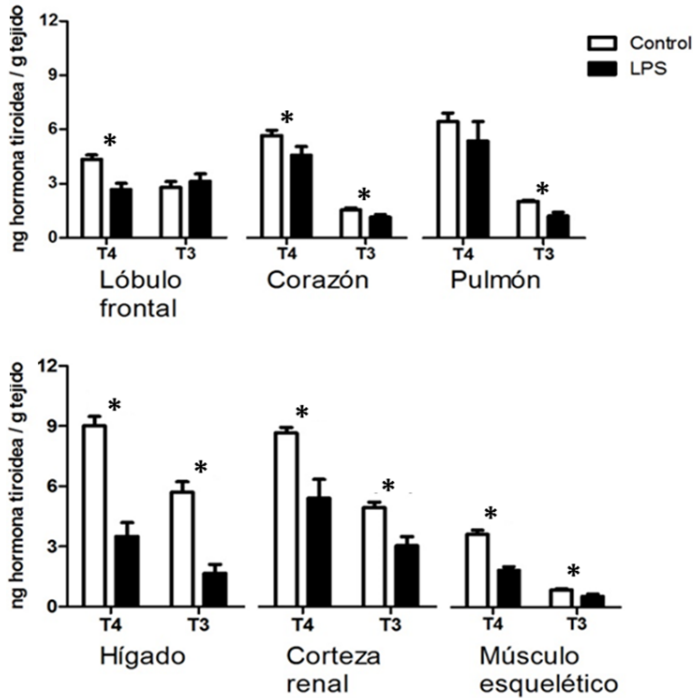 ng hormona tiroidea / g tejido
12
9
6
3
0
Control
LPS
*
*
*
*
T4 T3
T4 T3
T4 T3
Lóbulo
frontal
Corazón
Pulmón
ng hormona tiroidea / g tejido
12
9
6
3
0
*
*
*
*
*
*
T4 T3
T4 T3
T4 T3
Hígado
Corteza
renal
Músculo
esquelético